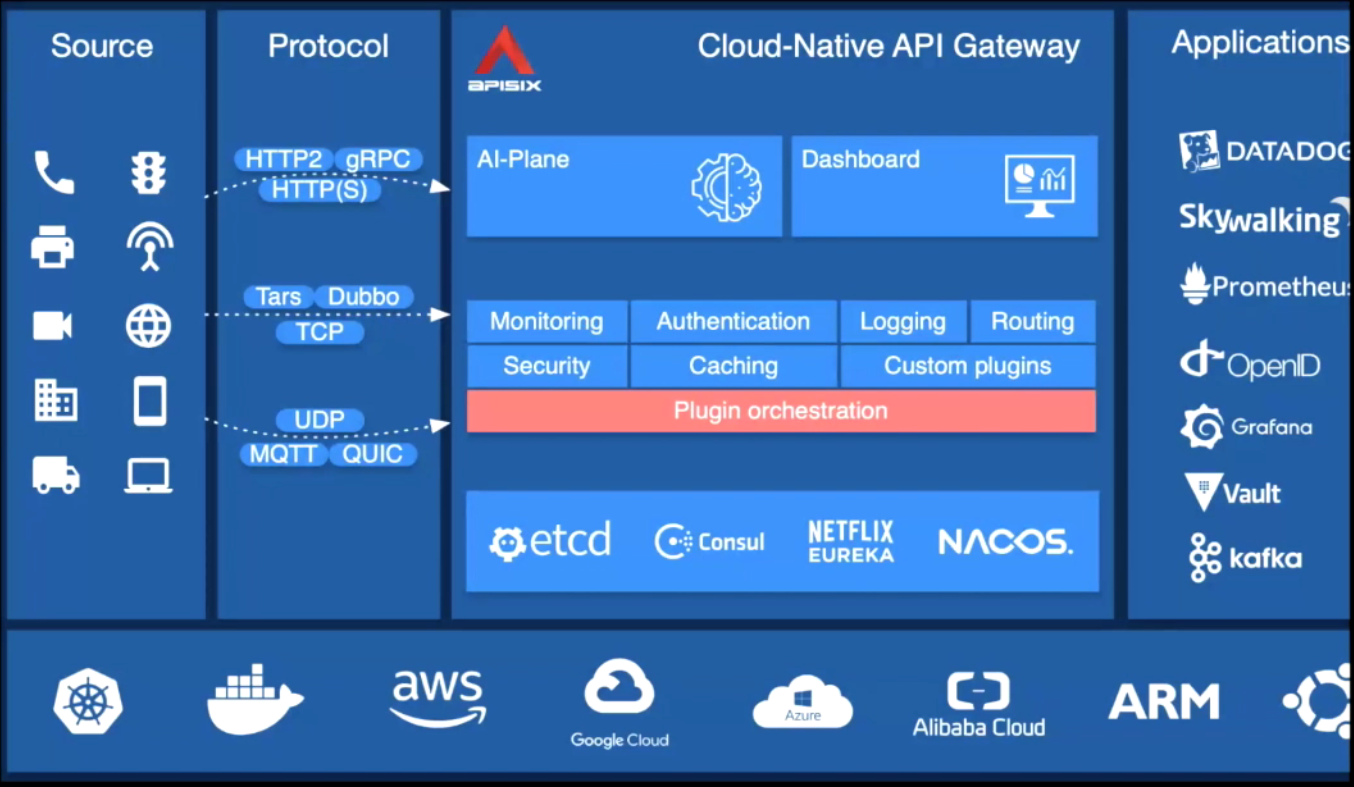 Source
Protocol
HTTP2 gRPC
HTTP(S)
Tars Dubbo
TCP
UDP
MQTT QUIC
APISIX
Cloud-Native API Gateway
AI-Plane
Dashboard
Monitoring Authentication Logging Routing
Security Caching Custom plugins
Plugin orchestration
etcd Consul NETFLIX EUREKA NACOS.
Applications
DATADOG
Skywalking
Prometheus
OpenID
Grafana
Vault
kafka
aws
Google Cloud
Azure
Alibaba Cloud
ARM